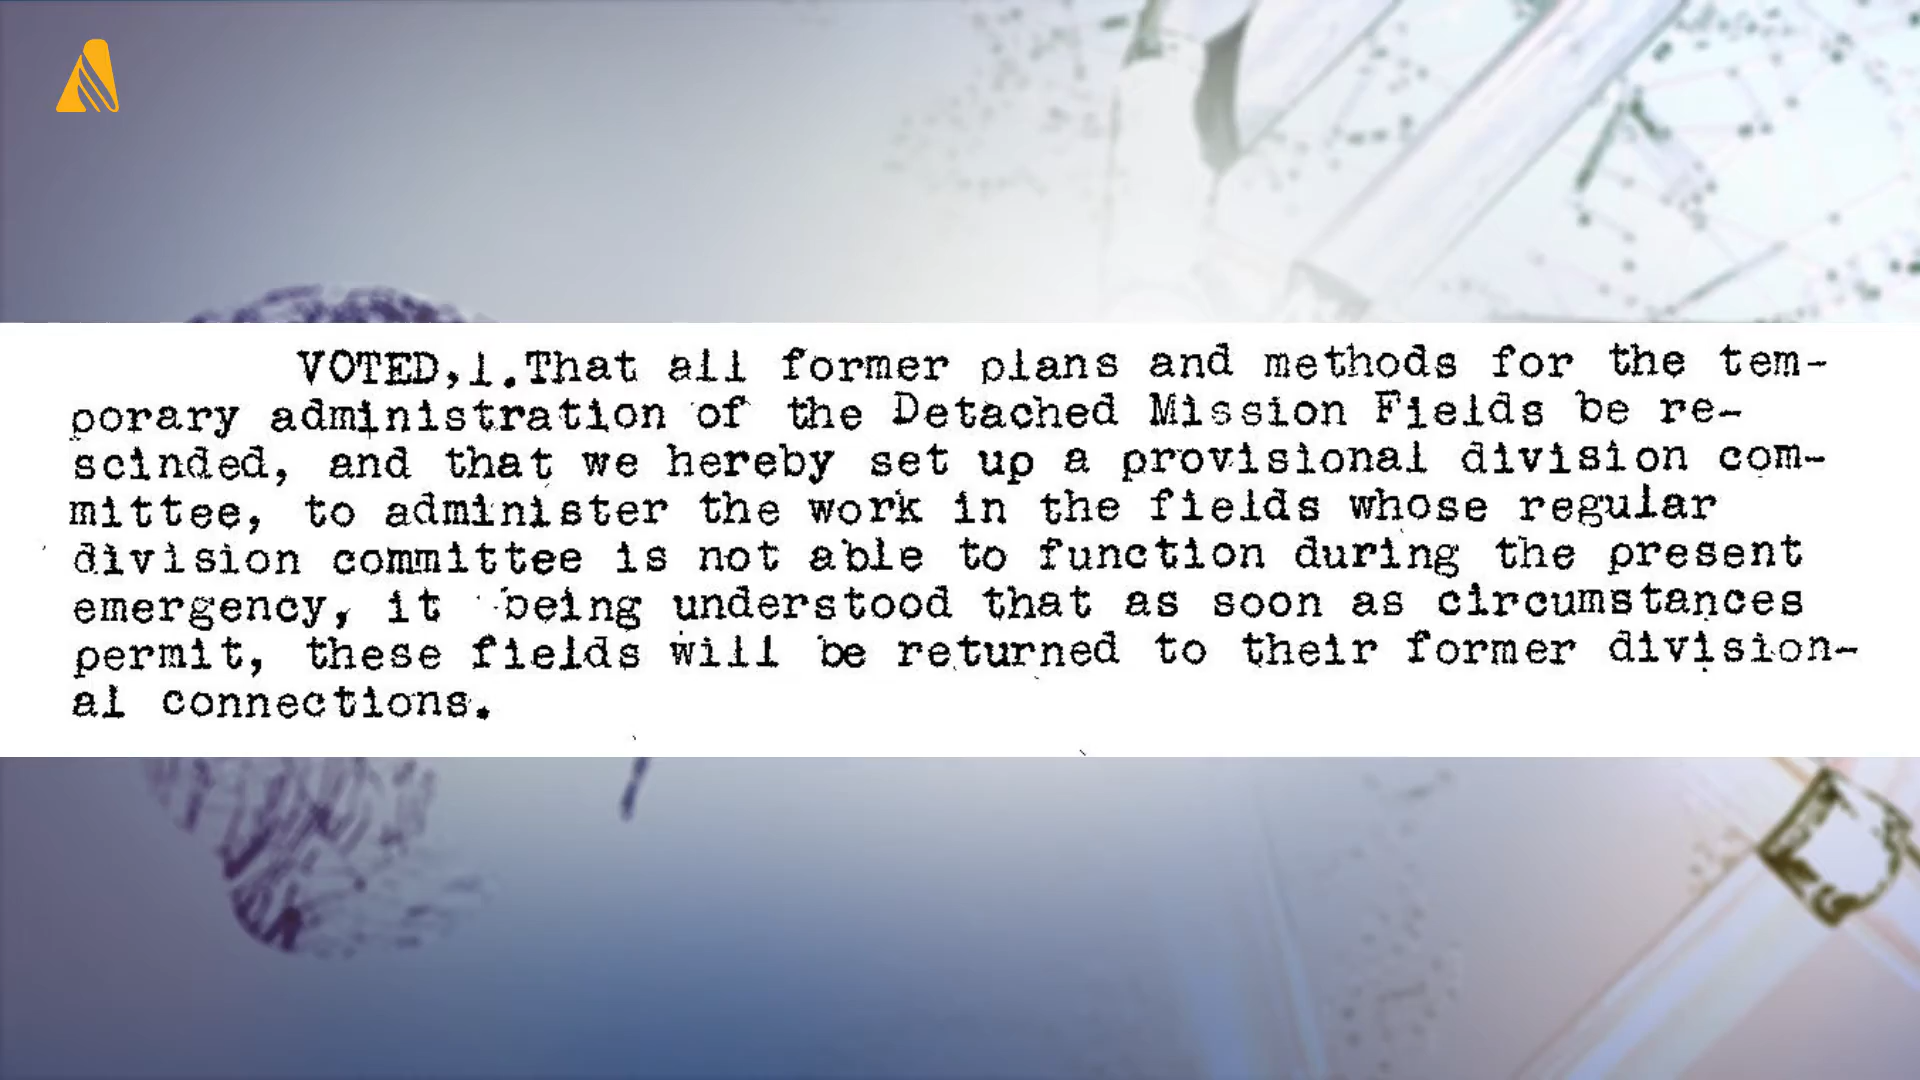 VOTED,1.That all former plans and methods for the tem-
porary administration of the Detached Mission Fields be re-
scinded, and that we hereby set up a provisional division com-
mittee, to administer the work in the fields whose regular
division committee is not able to function during the present
emergency, it being understood that as soon as circumstances
permit, these fields will be returned to their former division-
al connections.